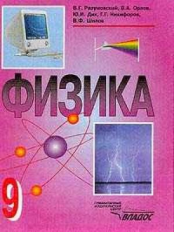 В.Г. Разумовский, В.А. Орлов,
Ю.И. Дик, Г.Г. Никифоров,
В.Ф. Шилов
ФИЗИКА
9
ВЛАДОС